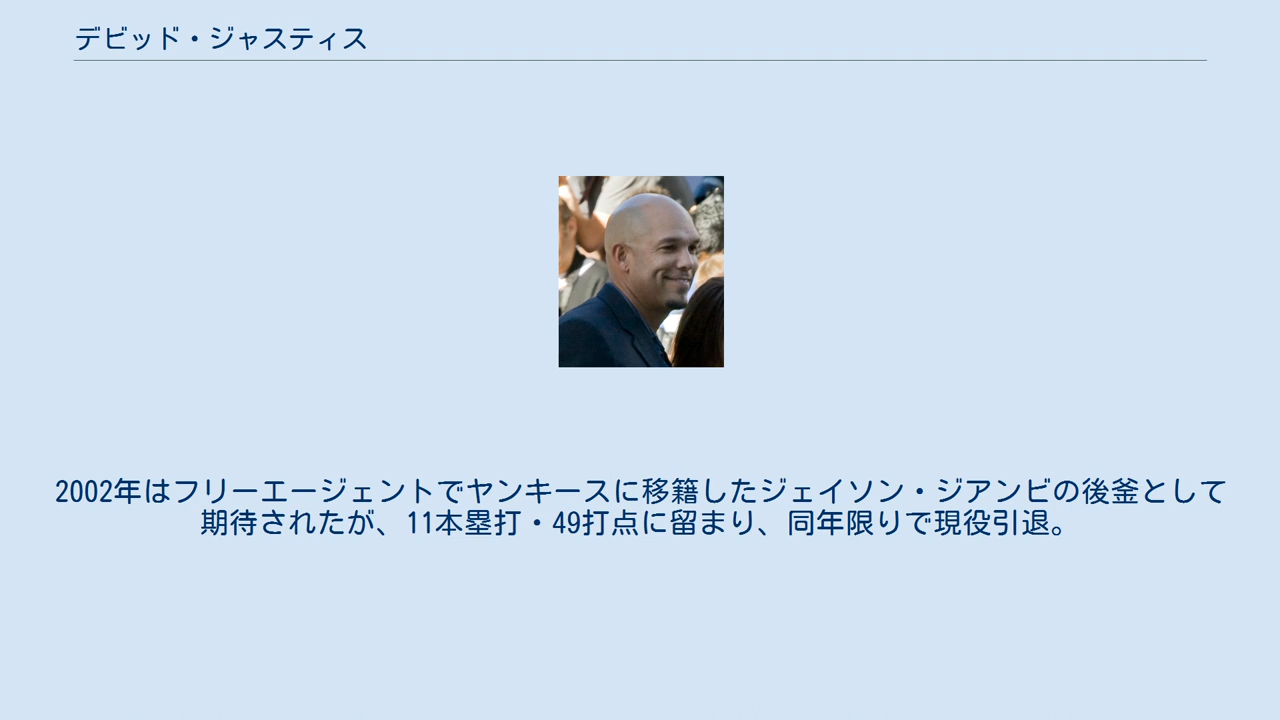 デビッド・ジャスティス
2002年はフリーエージェントでヤンキースに移籍したジェイソン・ジアンビの後釜として
期待されたが、11本塁打・49打点に留まり、同年限りで現役引退。